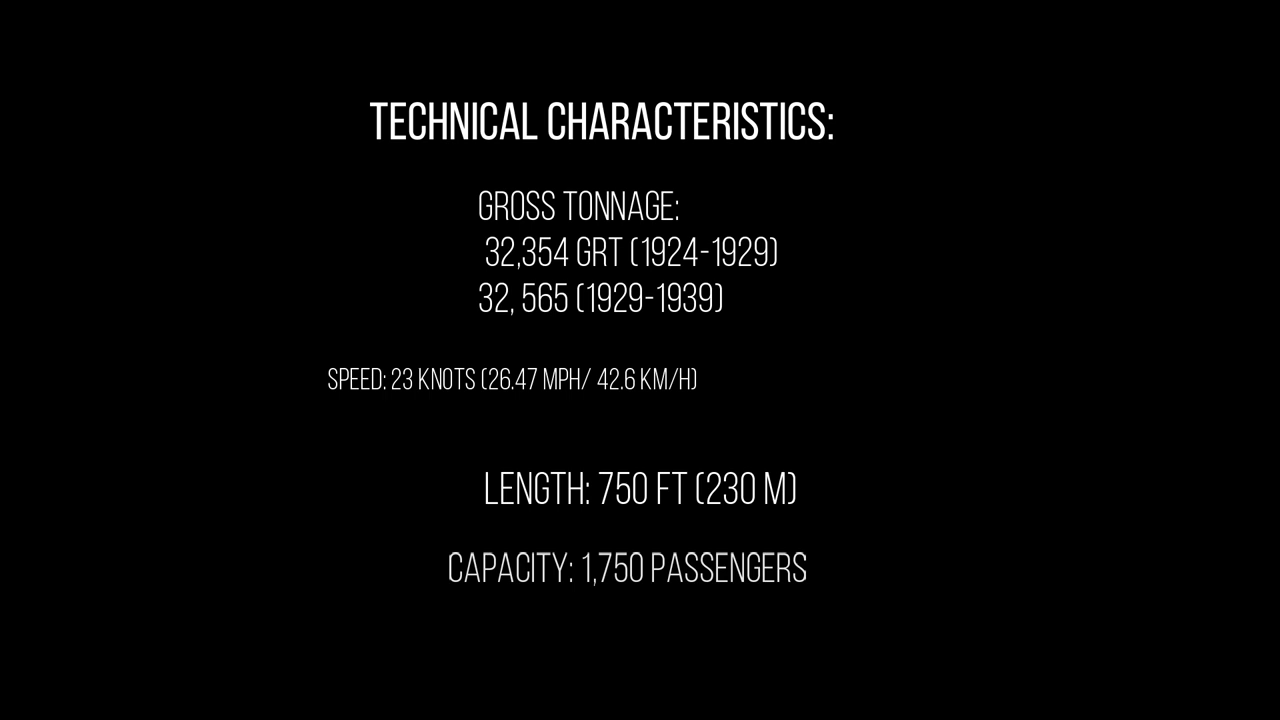 TECHNICAL CHARACTERISTICS:
GROSS TONNAGE:
32,354 GRT (1924-1929)
32, 565 (1929-1939)
SPEED: 23 KNOTS (26.47 MPH/ 42.6 KM/H)
LENGTH: 750 FT (230 M)
CAPACITY: 1,750 PASSENGERS